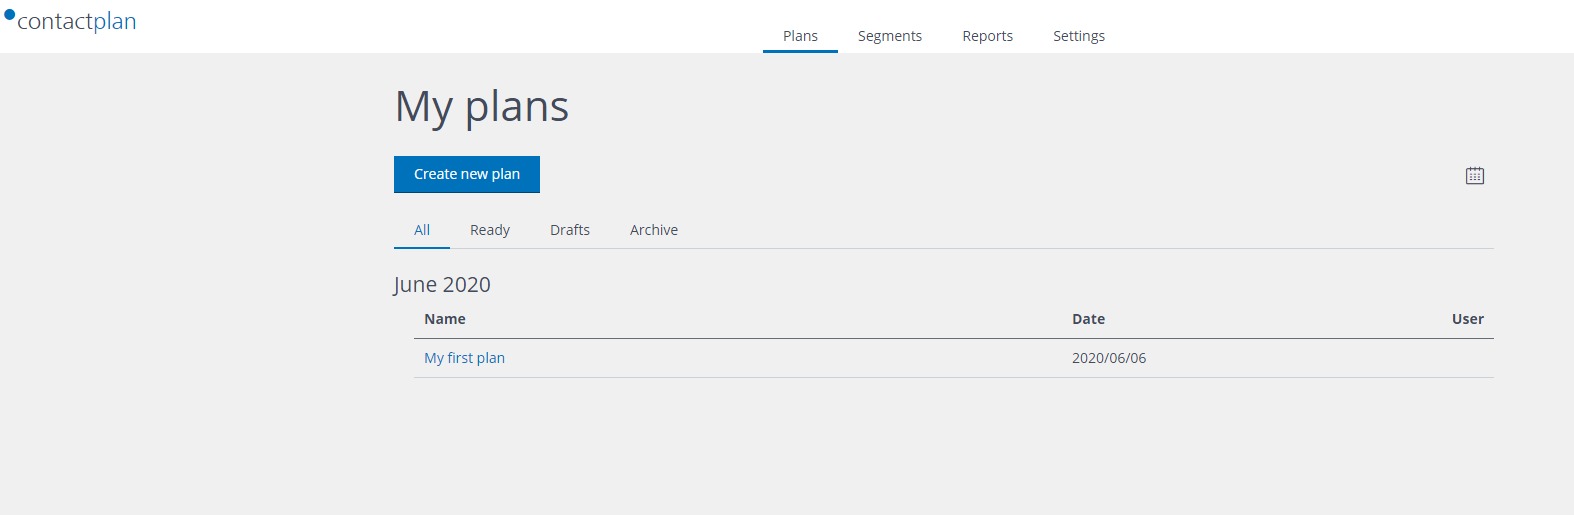 contactplan
Plans Segments Reports Settings
My plans
Create new plan
All Ready Drafts Archive
June 2020
Name Date User
My first plan 2020/06/06